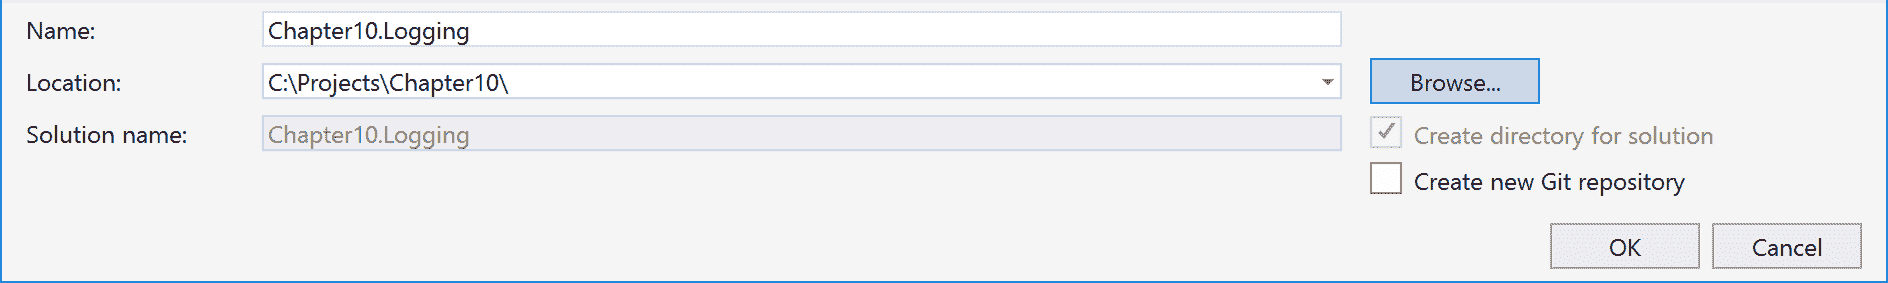 Name: Chapter10.Logging
Location: C:\Projects\Chapter10\ Browse...
Solution name: Chapter10.Logging Create directory for solution
Create new Git repository
OK Cancel